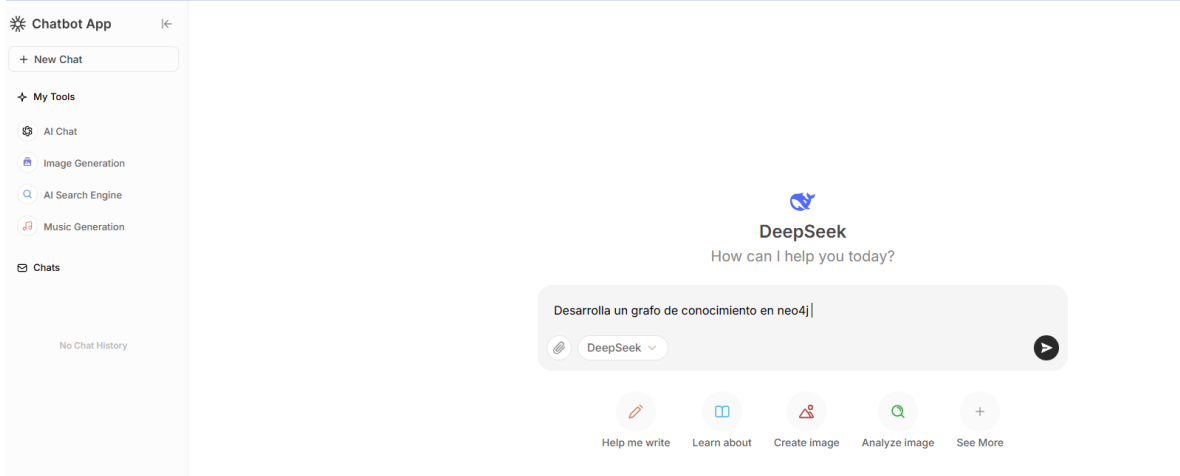 Chatbot App
+ New Chat
My Tools
AI Chat
Image Generation
AI Search Engine
Music Generation
Chats
No Chat History
DeepSeek
How can I help you today?
Desarrolla un grafo de conocimiento en neo4j
DeepSeek
Help me write
Learn about
Create image
Analyze image
See More